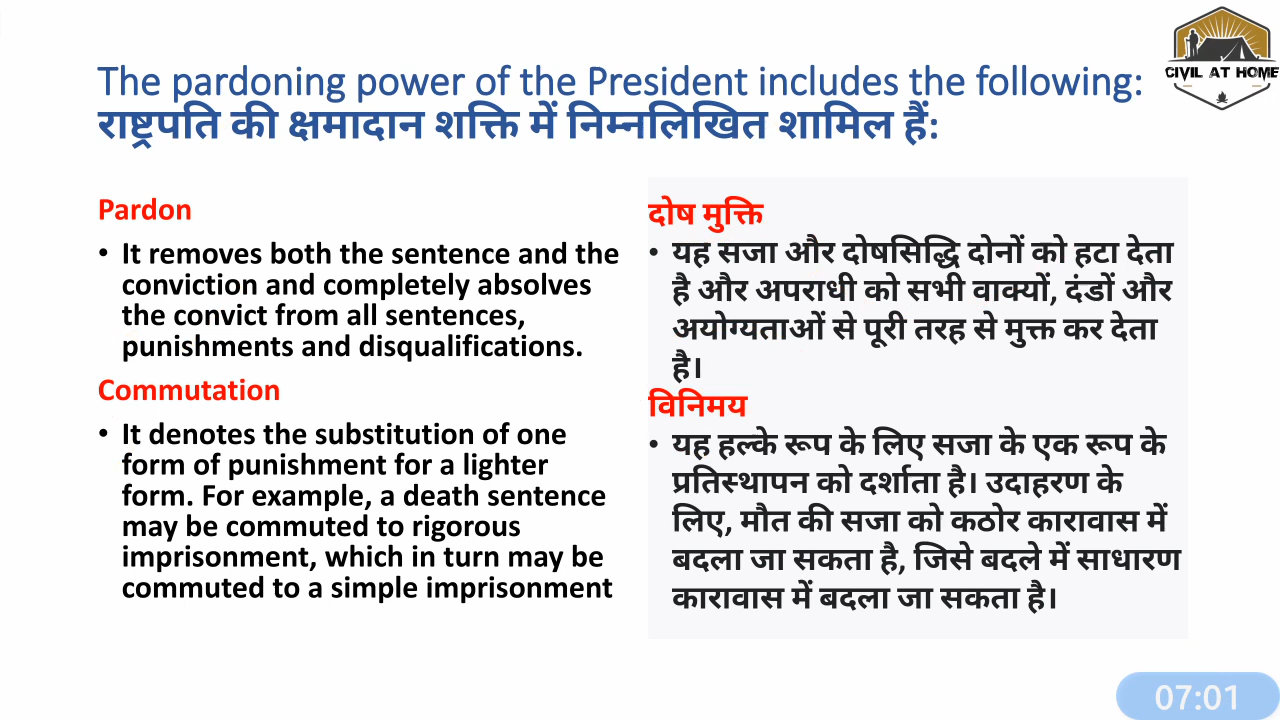 The pardoning power of the President includes the following:
राष्ट्रपति की क्षमादान शक्ति में निम्नलिखित शामिल हैं:
CIVIL AT HOME
Pardon
• It removes both the sentence and the
conviction and completely absolves
the convict from all sentences,
punishments and disqualifications.
Commutation
• It denotes the substitution of one
form of punishment for a lighter
form. For example, a death sentence
may be commuted to rigorous
imprisonment, which in turn may be
commuted to a simple imprisonment
दोष मुक्ति
• यह सजा और दोषसिद्धि दोनों को हटा देता
है और अपराधी को सभी वाक्यों, दंडों और
अयोग्यताओं से पूरी तरह से मुक्त कर देता
है।
विनिमय
• यह हल्के रूप के लिए सजा के एक रूप के
प्रतिस्थापन को दर्शाता है। उदाहरण के
लिए, मौत की सजा को कठोर कारावास में
बदला जा सकता है, जिसे बदले में साधारण
कारावास में बदला जा सकता है।
07:01